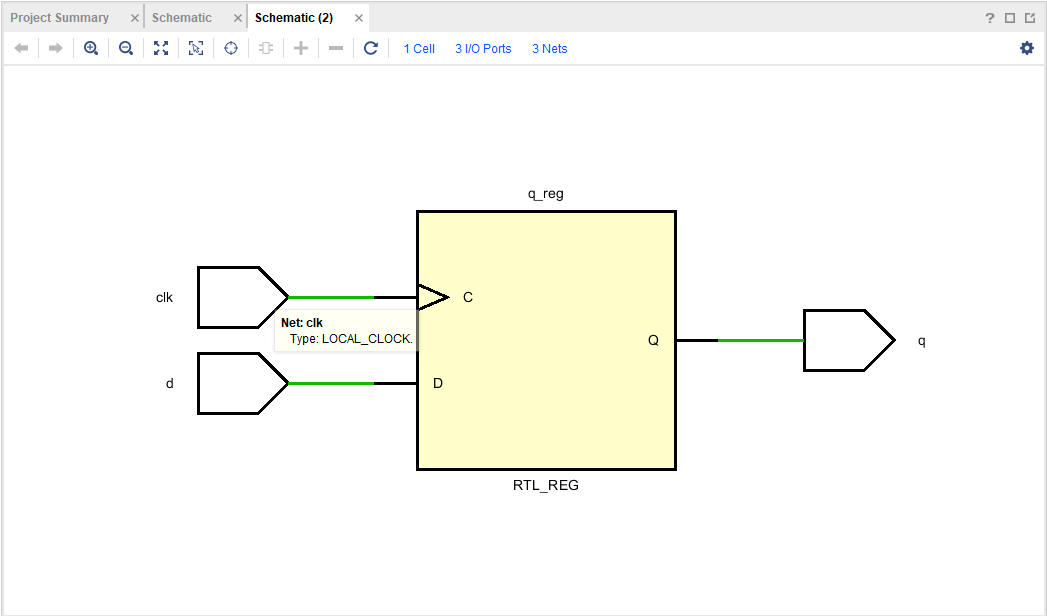 Project Summary
Schematic
Schematic (2)
1 Cell
3 I/O Ports
3 Nets
q_reg
clk
C
Net: clk
Type: LOCAL_CLOCK.
Q
q
d
D
RTL_REG